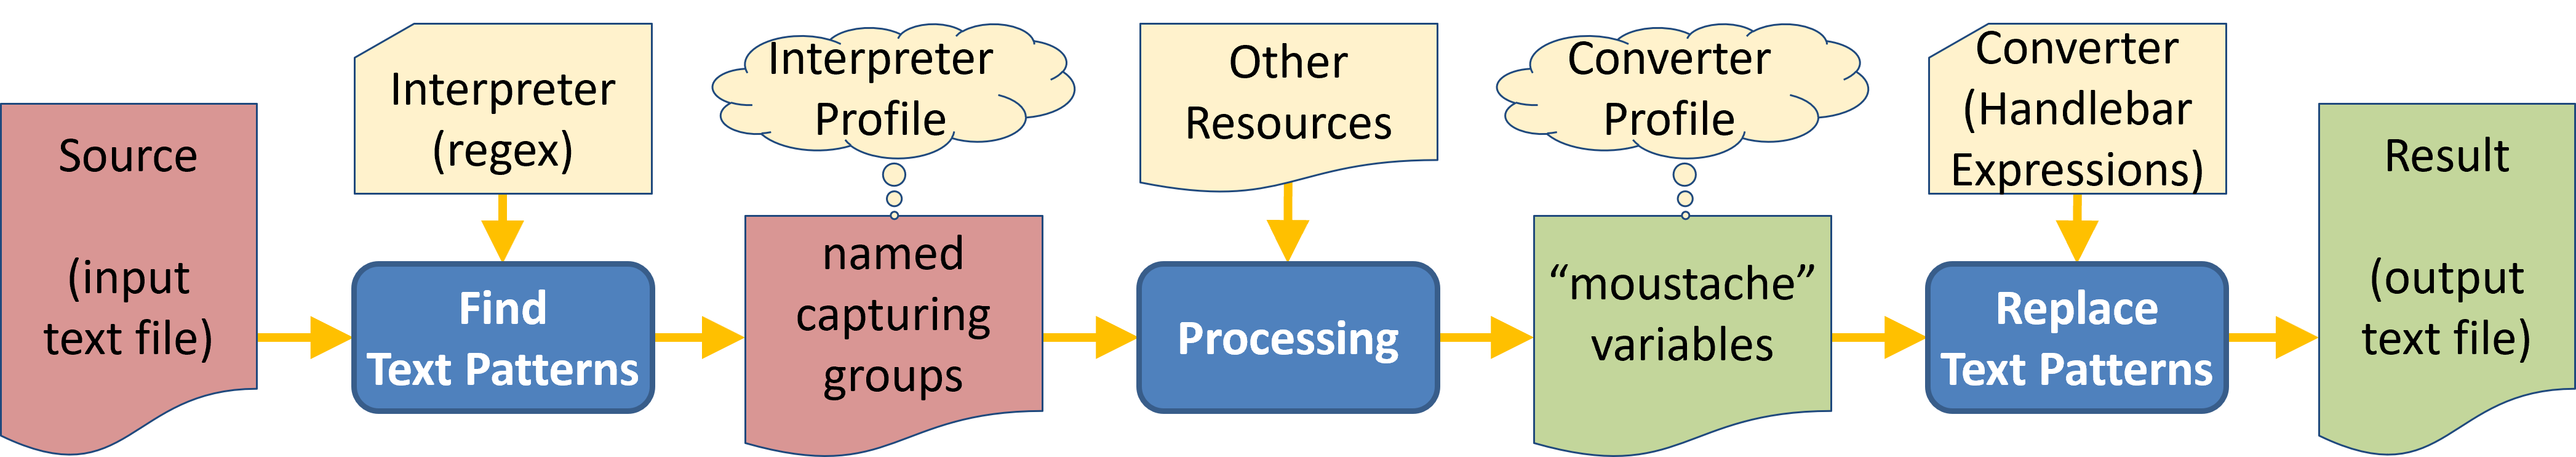 Source
(input
text file)
Interpreter
(regex)
Find
Text Patterns
Interpreter
Profile
named
capturing
groups
Other
Resources
Processing
Converter
Profile
“moustache”
variables
Converter
(Handlebar
Expressions)
Replace
Text Patterns
Result
(output
text file)